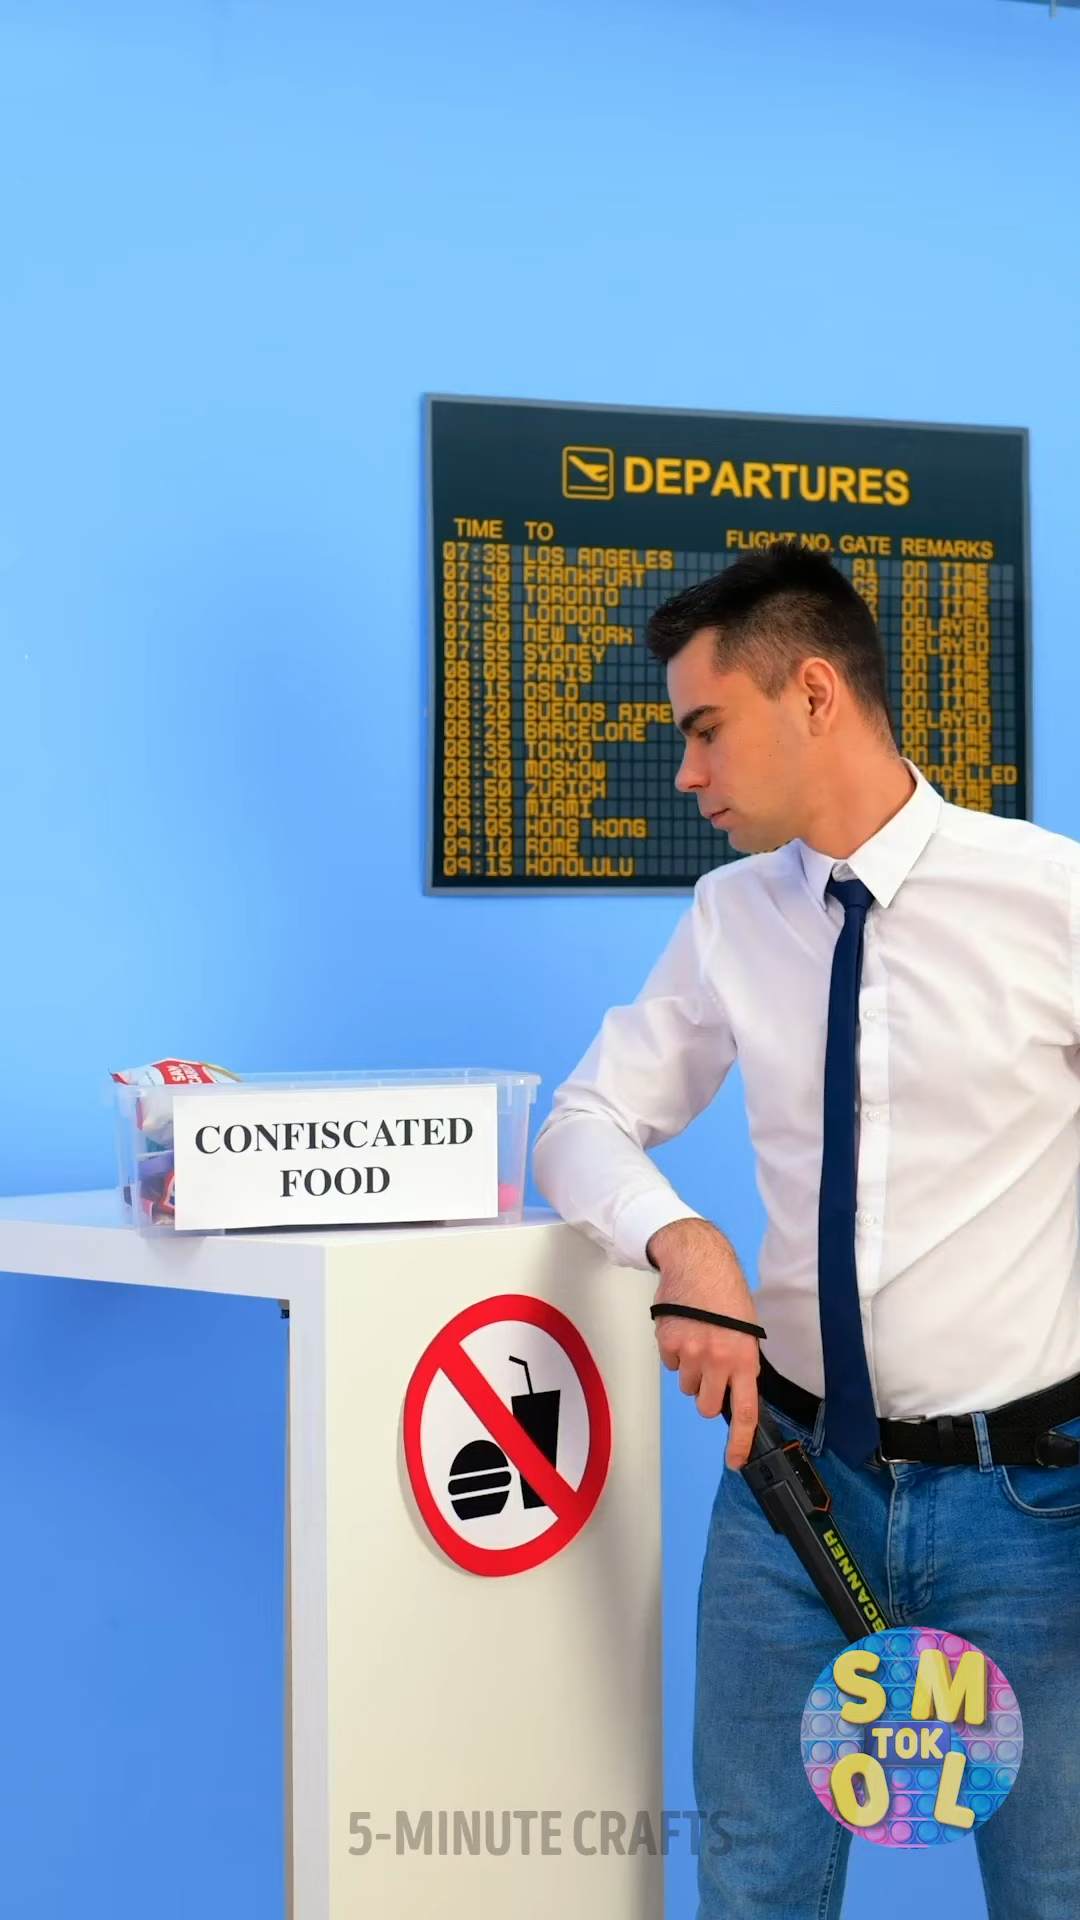 DEPARTURES
TIME TO FLIGHT NO. GATE REMARKS
07:35 LOS ANGELES A1 ON TIME
07:40 FRANKFURT ON TIME
07:45 TORONTO ON TIME
07:45 LONDON DELAYED
07:50 NEW YORK DELAYED
07:55 SYDNEY ON TIME
08:05 PARIS ON TIME
08:15 OSLO ON TIME
08:20 BUENOS AIRE DELAYED
08:25 BARCELONE ON TIME
08:35 TOKYO
08:40 MOSKOW
08:50 ZURICH TIME
08:55 MIAMI
09:05 HONG KONG
09:10 ROME
09:15 HONOLULU
CONFISCATED
FOOD
SCANNER
S M
TOK
O L
5-MINUTE CRAFTS